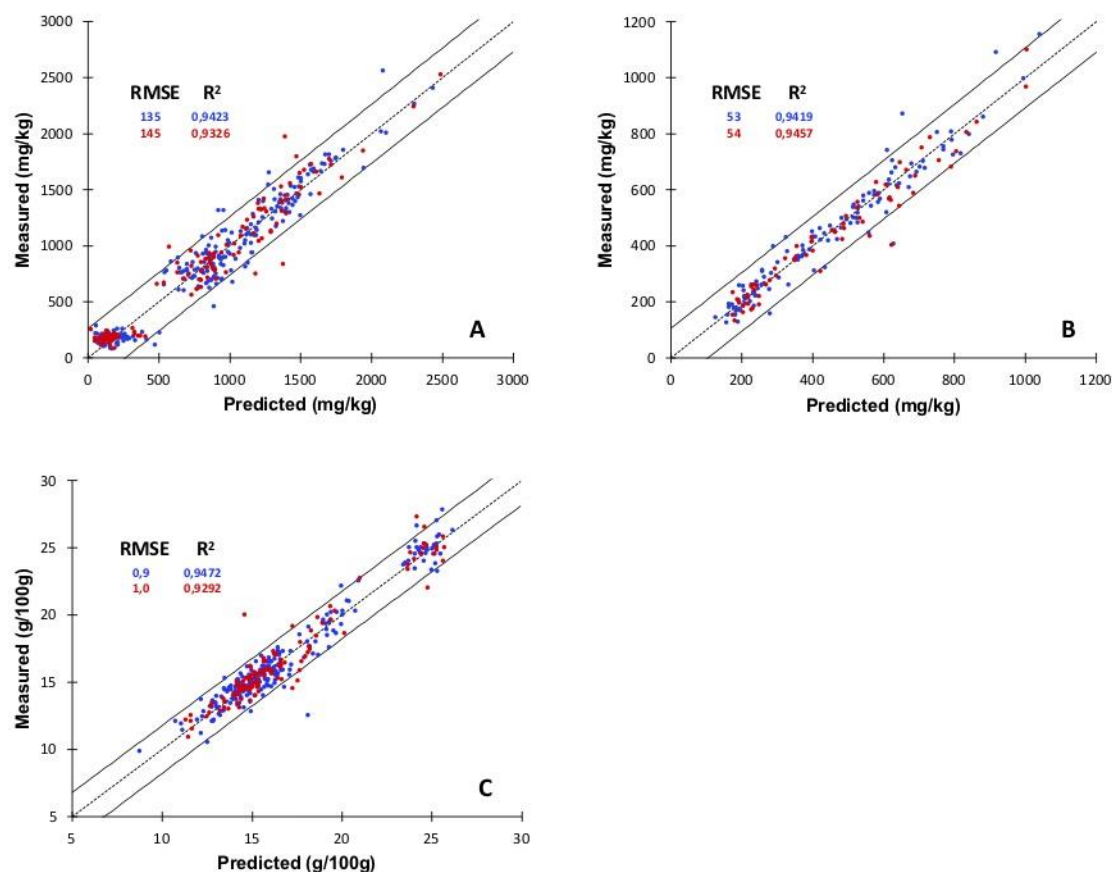 3000
2500
2000
1500
1000
500
0
Measured (mg/kg)
RMSE R²
135 0,9423
145 0,9326
A
0 500 1000 1500 2000 2500 3000
Predicted (mg/kg)
1200
1000
800
600
400
200
0
Measured (mg/kg)
RMSE R²
53 0,9419
54 0,9457
B
0 200 400 600 800 1000 1200
Predicted (mg/kg)
30
25
20
15
10
5
Measured (g/100g)
RMSE R²
0,9 0,9472
1,0 0,9292
C
5 10 15 20 25 30
Predicted (g/100g)